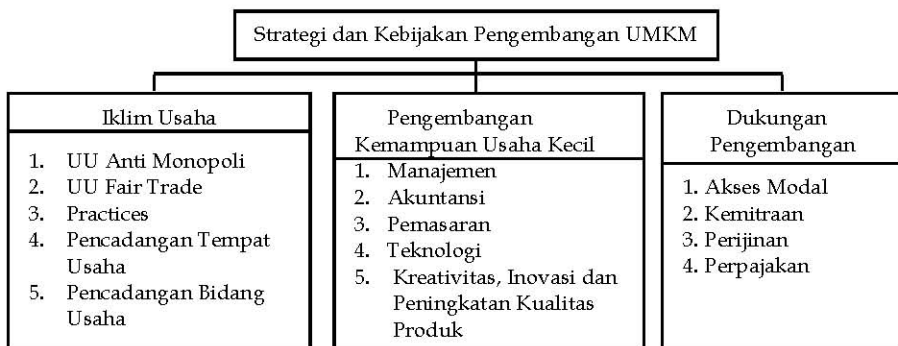 Strategi dan Kebijakan Pengembangan UMKM
Iklim Usaha
1. UU Anti Monopoli
2. UU Fair Trade
3. Practices
4. Pencadangan Tempat
Usaha
5. Pencadangan Bidang
Usaha
Pengembangan
Kemampuan Usaha Kecil
1. Manajemen
2. Akuntansi
3. Pemasaran
4. Teknologi
5. Kreativitas, Inovasi dan
Peningkatan Kualitas
Produk
Dukungan
Pengembangan
1. Akses Modal
2. Kemitraan
3. Perijinan
4. Perpajakan